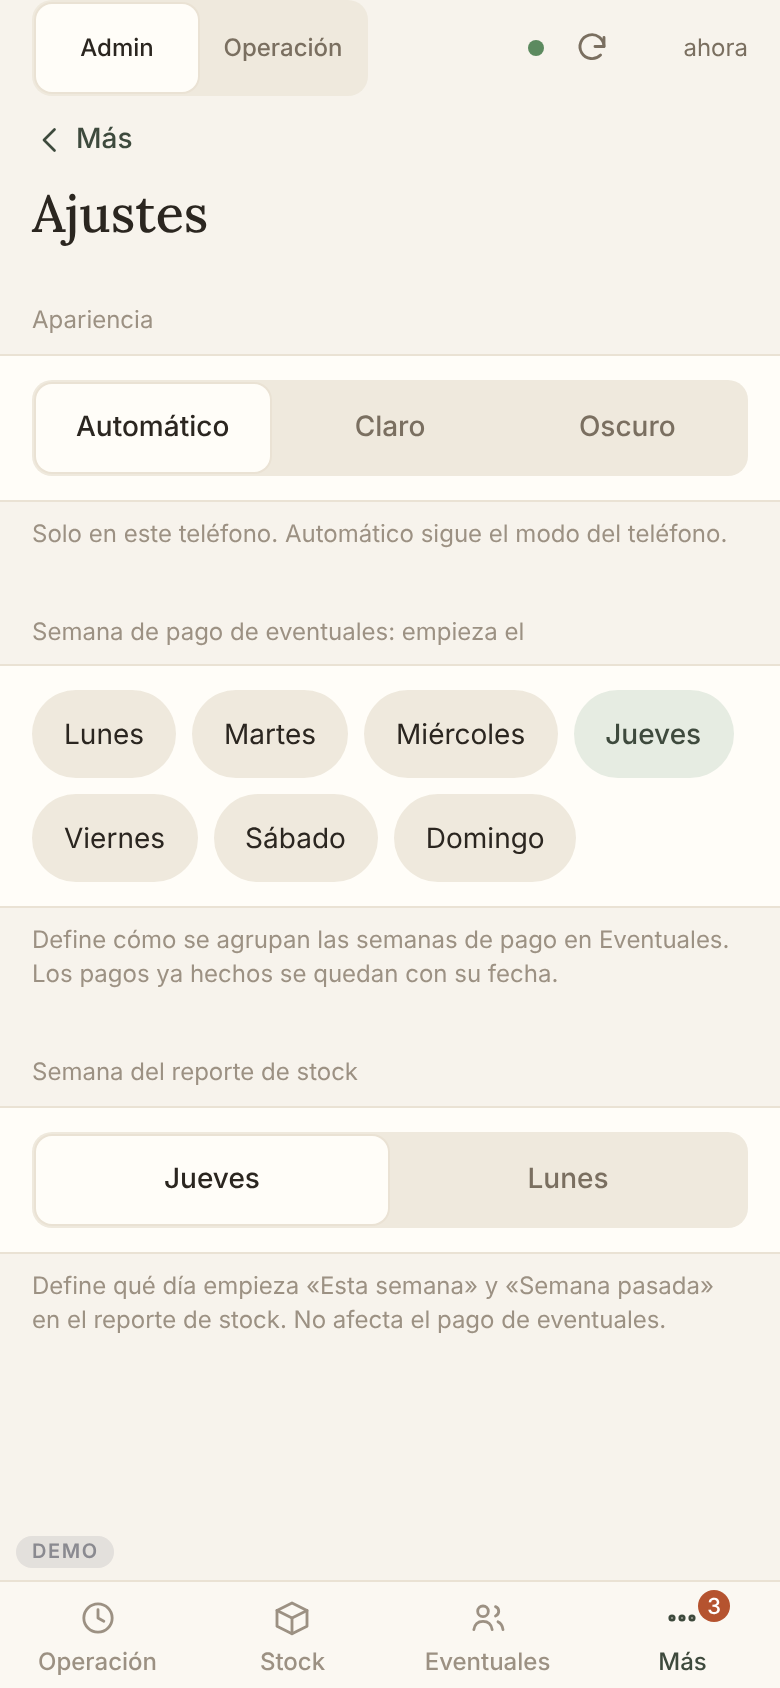 Admin
Operación
ahora
Más
Ajustes
Apariencia
Automático
Claro
Oscuro
Solo en este teléfono. Automático sigue el modo del teléfono.
Semana de pago de eventuales: empieza el
Lunes
Martes
Miércoles
Jueves
Viernes
Sábado
Domingo
Define cómo se agrupan las semanas de pago en Eventuales.
Los pagos ya hechos se quedan con su fecha.
Semana del reporte de stock
Jueves
Lunes
Define qué día empieza «Esta semana» y «Semana pasada»
en el reporte de stock. No afecta el pago de eventuales.
DEMO
3
Operación
Stock
Eventuales
Más